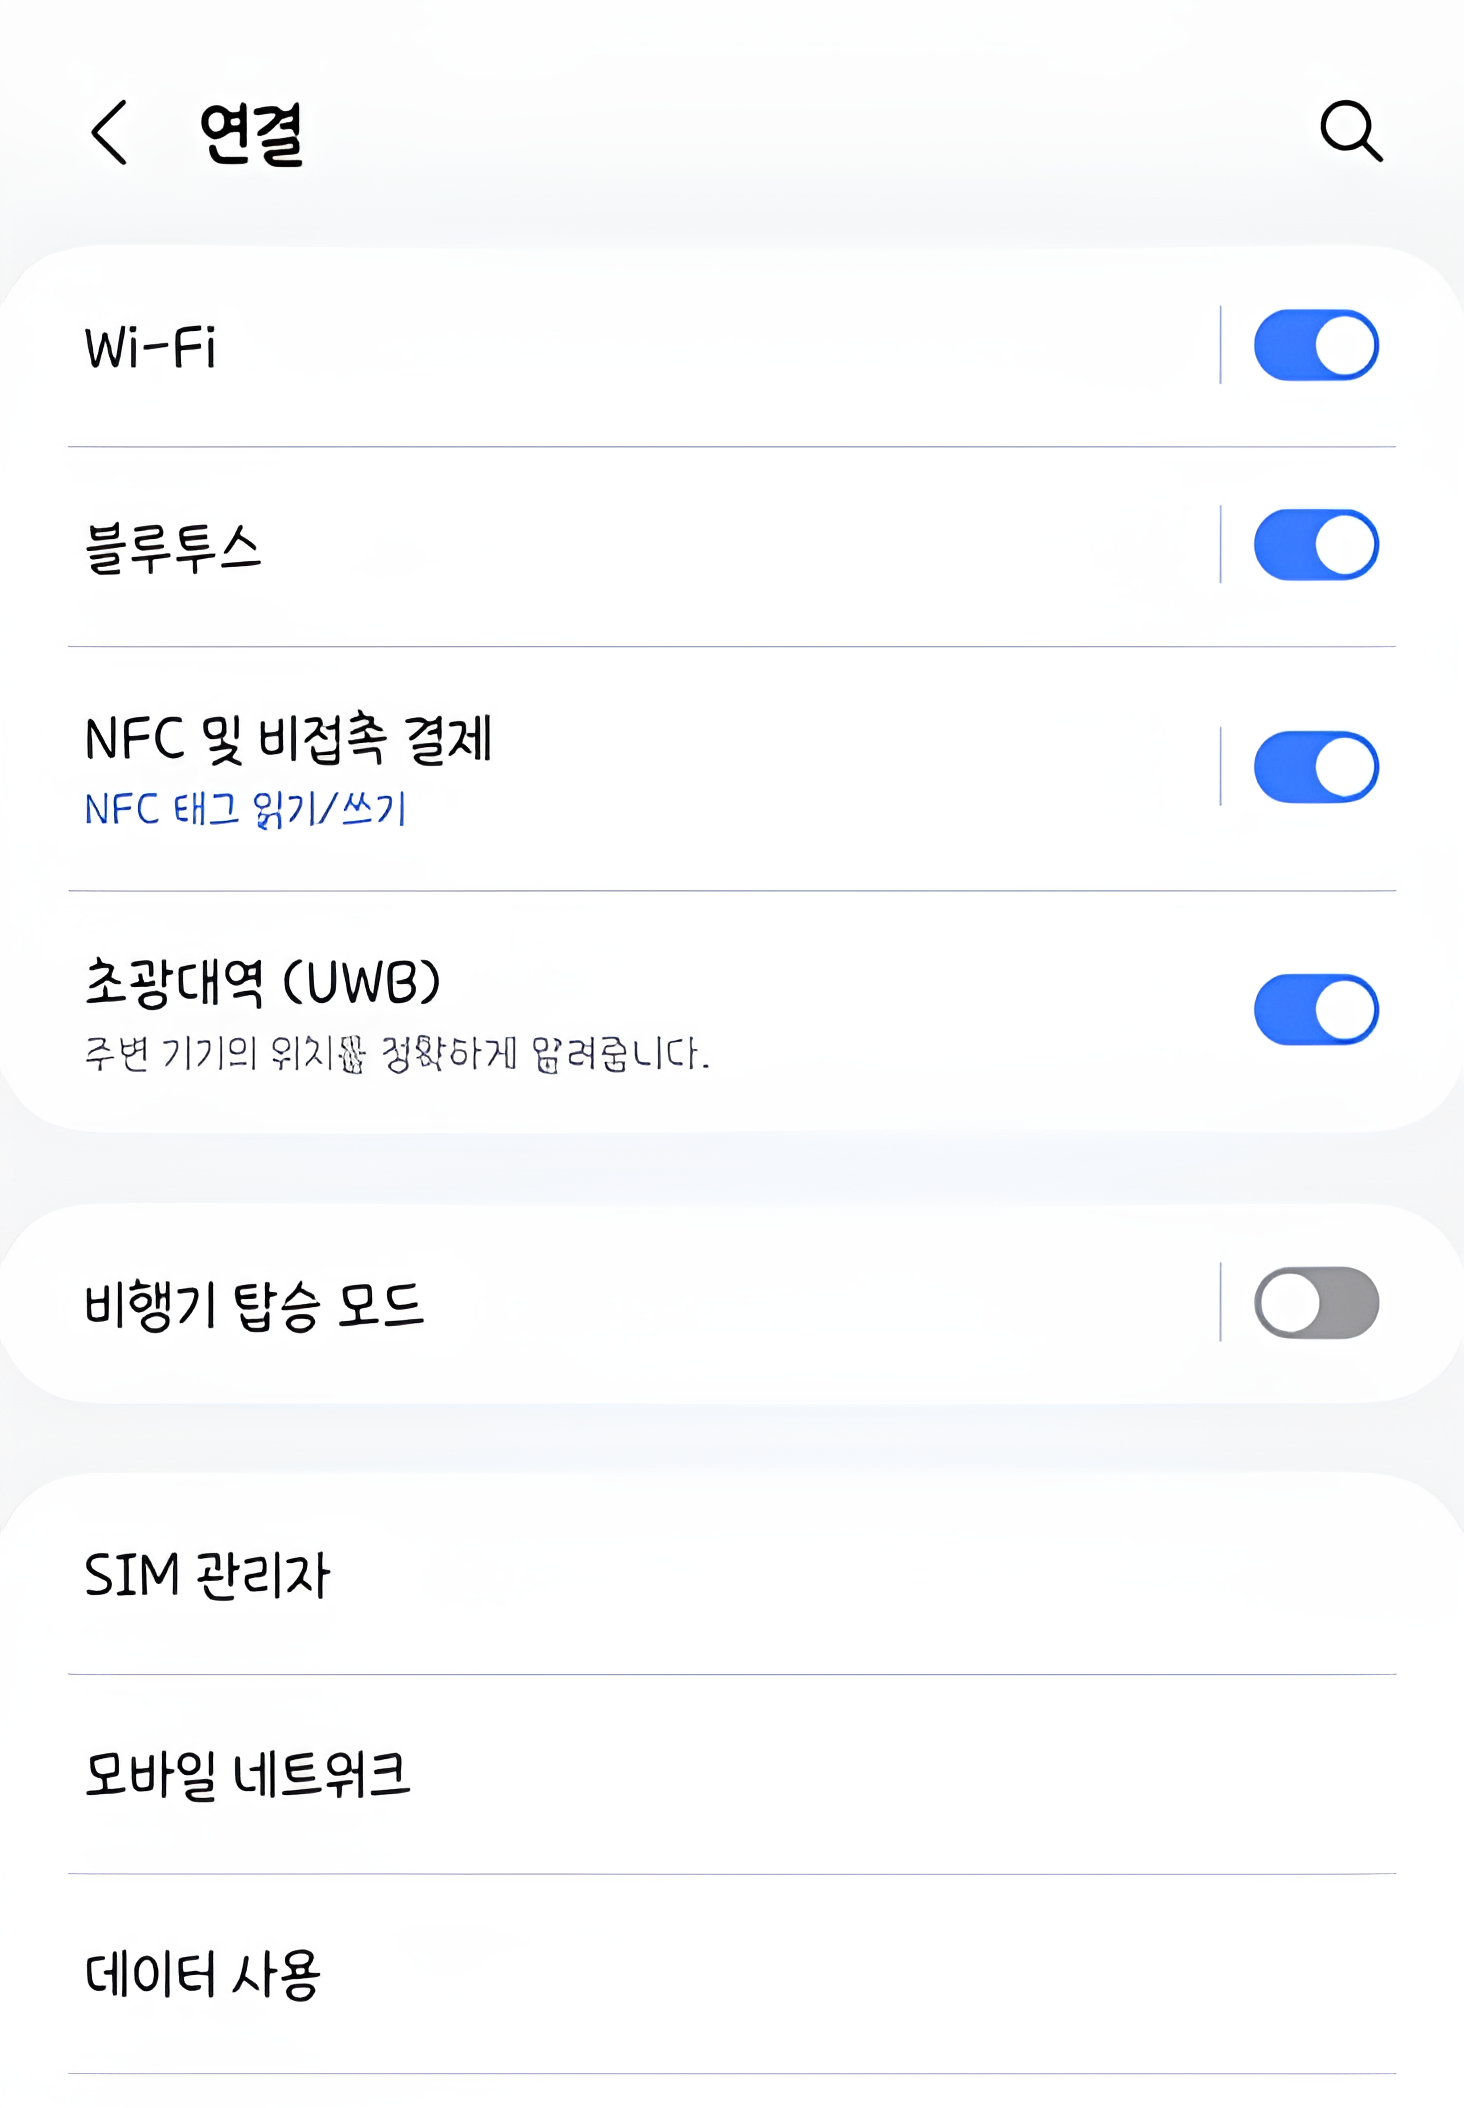 연결
Wi-Fi
블루투스
NFC 및 비접촉 결제
NFC 태그 읽기/쓰기
초광대역 (UWB)
주변 기기의 위치를 정확하게 알려줍니다.
비행기 탑승 모드
SIM 관리자
모바일 네트워크
데이터 사용